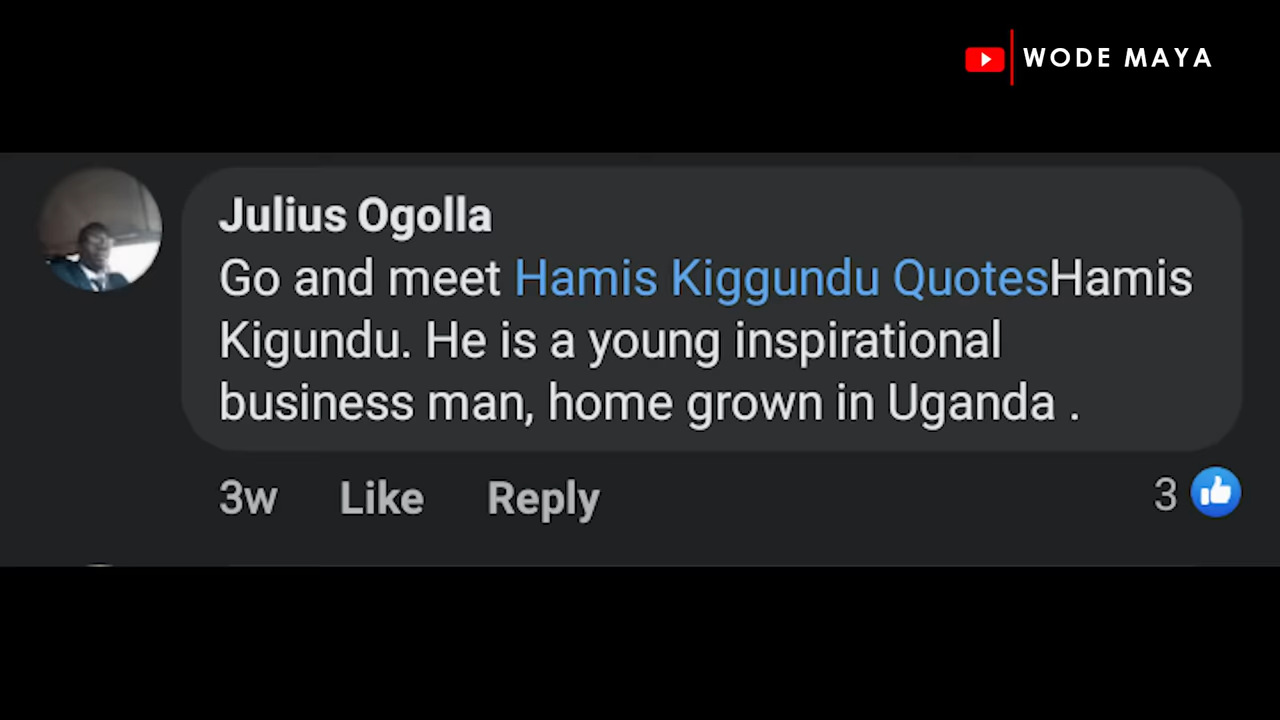 WODE MAYA
Julius Ogolla
Go and meet Hamis Kiggundu QuotesHamis
Kigundu. He is a young inspirational
business man, home grown in Uganda .
3w Like Reply 3